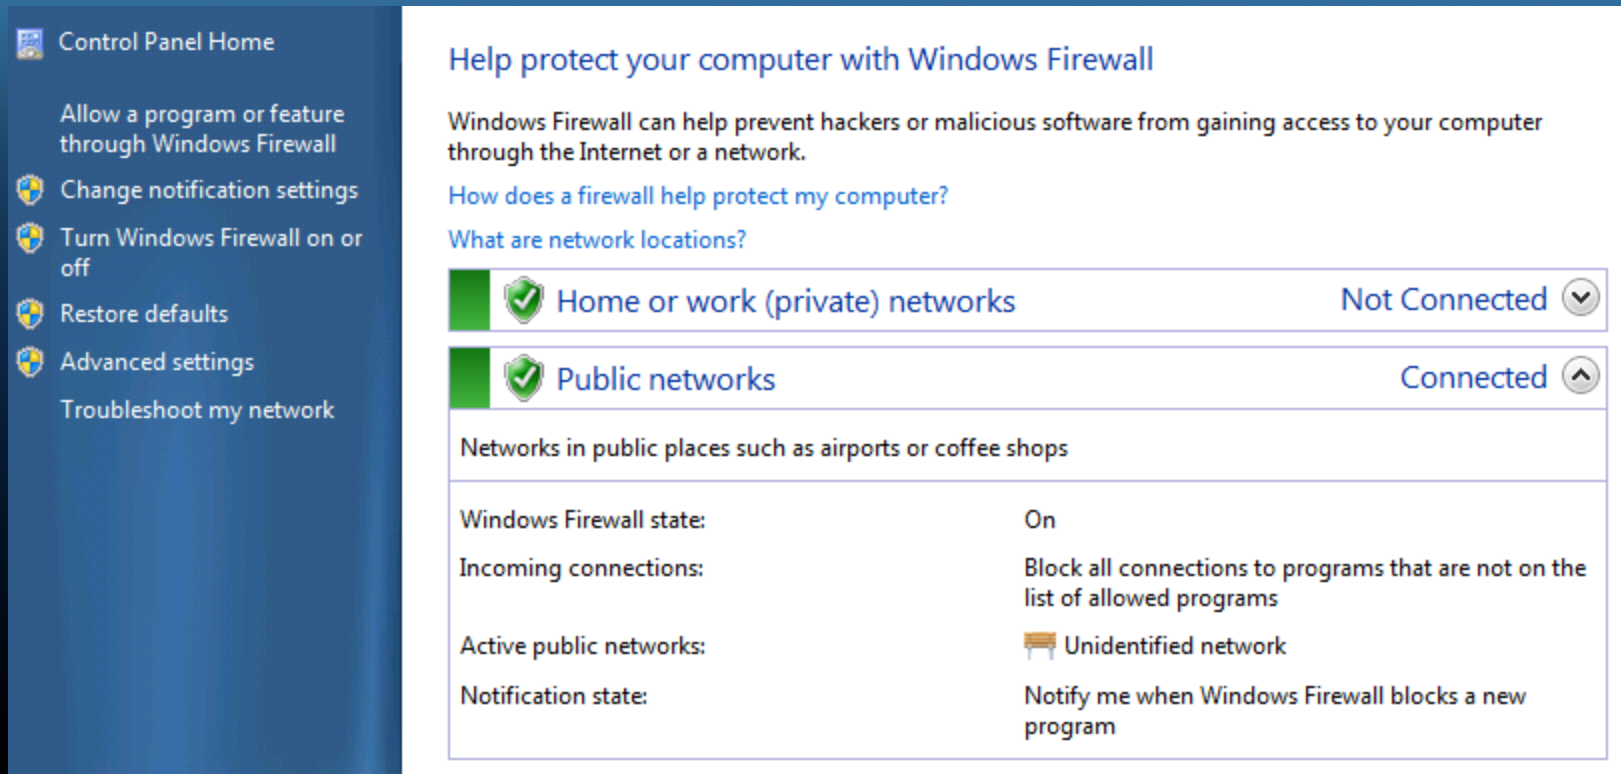 Control Panel Home
Allow a program or feature
through Windows Firewall
Change notification settings
Turn Windows Firewall on or
off
Restore defaults
Advanced settings
Troubleshoot my network
Help protect your computer with Windows Firewall
Windows Firewall can help prevent hackers or malicious software from gaining access to your computer
through the Internet or a network.
How does a firewall help protect my computer?
What are network locations?
Home or work (private) networks Not Connected
Public networks Connected
Networks in public places such as airports or coffee shops
Windows Firewall state: On
Incoming connections: Block all connections to programs that are not on the
list of allowed programs
Active public networks: Unidentified network
Notification state: Notify me when Windows Firewall blocks a new
program